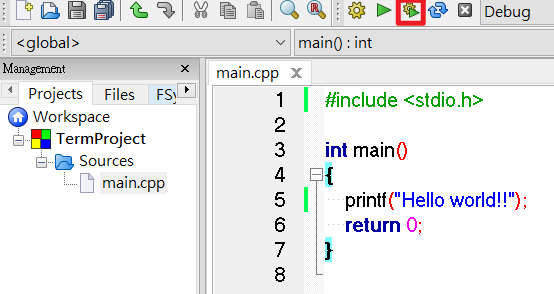 Debug
<global>
main() : int
Management
Projects
Files
FSy
main.cpp
Workspace
TermProject
Sources
main.cpp
1 #include <stdio.h>
2
3 int main()
4 {
5 printf("Hello world!!");
6 return 0;
7 }
8